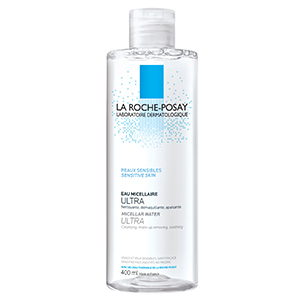 LA ROCHE-POSAY
LABORATOIRE DERMATOLOGIQUE
PEAUX SENSIBLES
SENSITIVE SKIN
EAU MICELLAIRE
ULTRA
Nettoyante, démaquillante, apaisante
MICELLAR WATER
ULTRA
Cleansing, make-up removing, soothing
400 ml